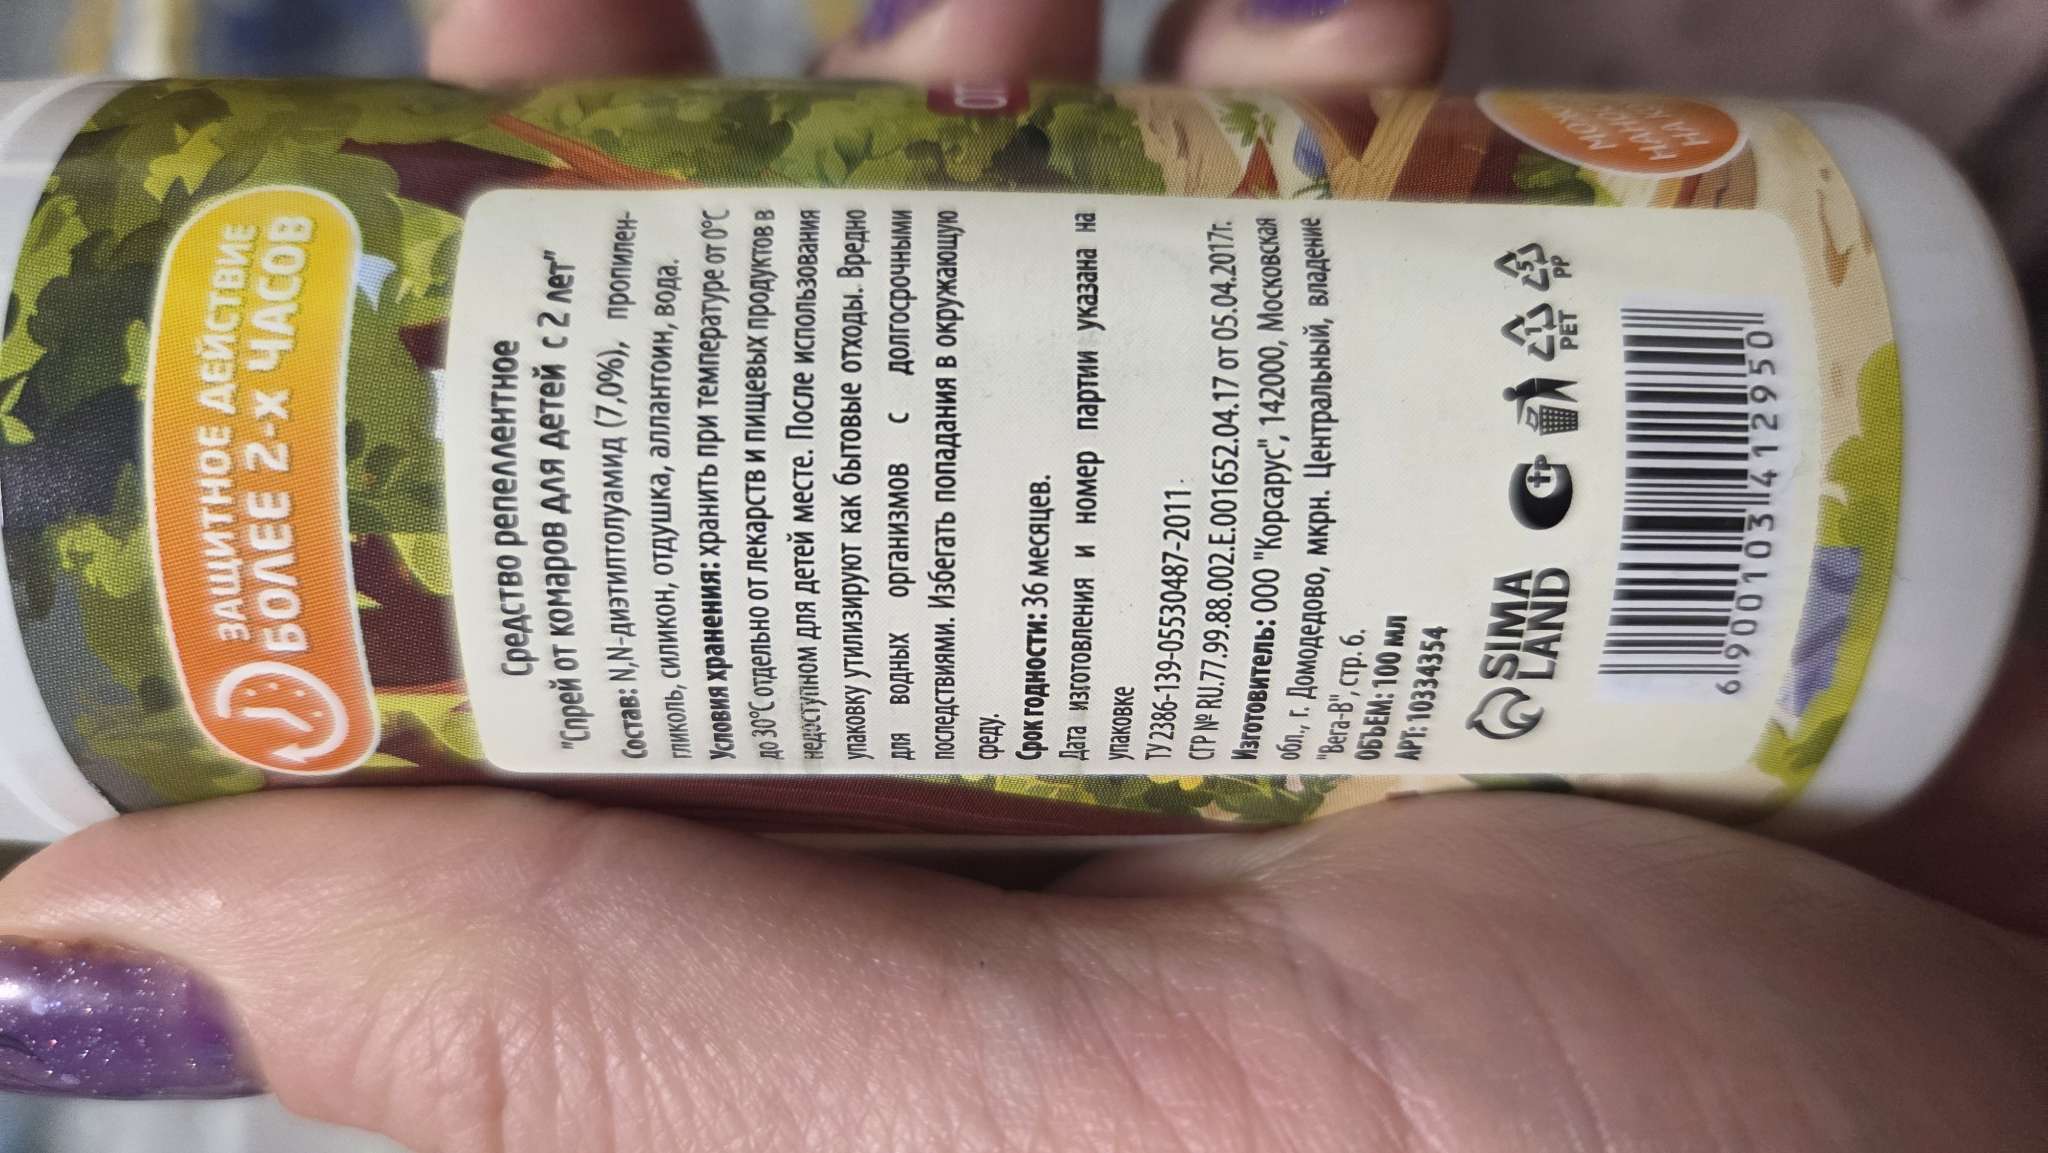 ЗАЩИТНОЕ ДЕЙСТВИЕ
БОЛЕЕ 2-Х ЧАСОВ
Средство репеллентное
"Спрей от комаров для детей с 2 лет"
Состав: N,N-диэтилтолуамид (7,0%), пропилен-
гликоль, силикон, отдушка, аллантоин, вода.
Условия хранения: хранить при температуре от 0°С
до 30°С отдельно от лекарств и пищевых продуктов в
недоступном для детей месте. После использования
упаковку утилизируют как бытовые отходы. Вредно
для водных организмов с долгосрочными
последствиями. Избегать попадания в окружающую
среду.
Срок годности: 36 месяцев.
Дата изготовления и номер партии указана на
упаковке
ТУ 2386-139-05530487-2011.
СГР № RU.77.99.88.002.Е.001652.04.17 от 05.04.2017г.
Изготовитель: ООО "Корсарус", 142000, Московская
обл., г. Домодедово, мкрн. Центральный, владение
"Вега-В", стр. 6.
ОБЪЕМ: 100 мл
АРТ: 10334354
SIMA
LAND
1
PET
5
PP
6 900103 412950